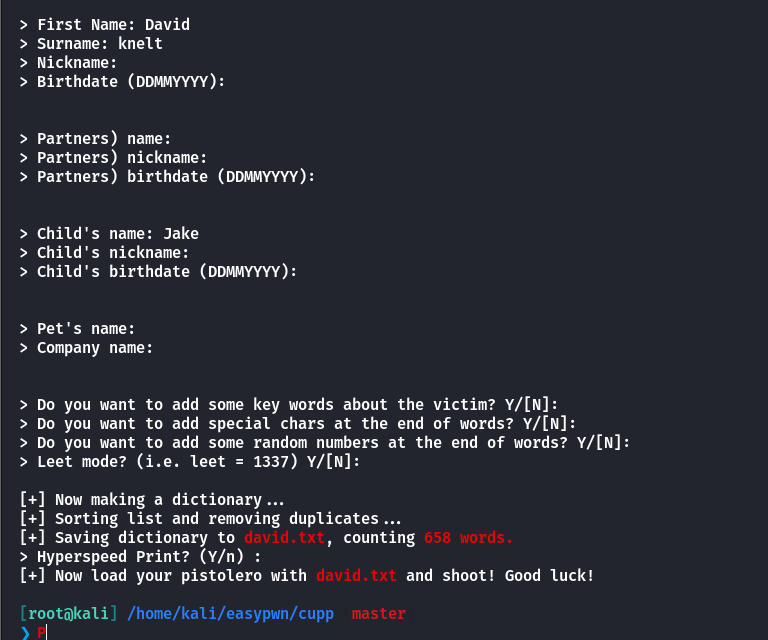 > First Name: David
> Surname: knelt
> Nickname:
> Birthdate (DDMMYYYY):
> Partners) name:
> Partners) nickname:
> Partners) birthdate (DDMMYYYY):
> Child's name: Jake
> Child's nickname:
> Child's birthdate (DDMMYYYY):
> Pet's name:
> Company name:
> Do you want to add some key words about the victim? Y/[N]:
> Do you want to add special chars at the end of words? Y/[N]:
> Do you want to add some random numbers at the end of words? Y/[N]:
> Leet mode? (i.e. leet = 1337) Y/[N]:
[+] Now making a dictionary...
[+] Sorting list and removing duplicates...
[+] Saving dictionary to david.txt, counting 658 words.
> Hyperspeed Print? (Y/n) :
[+] Now load your pistolero with david.txt and shoot! Good luck!
[root@kali] /home/kali/easypwn/cupp master
❯ P